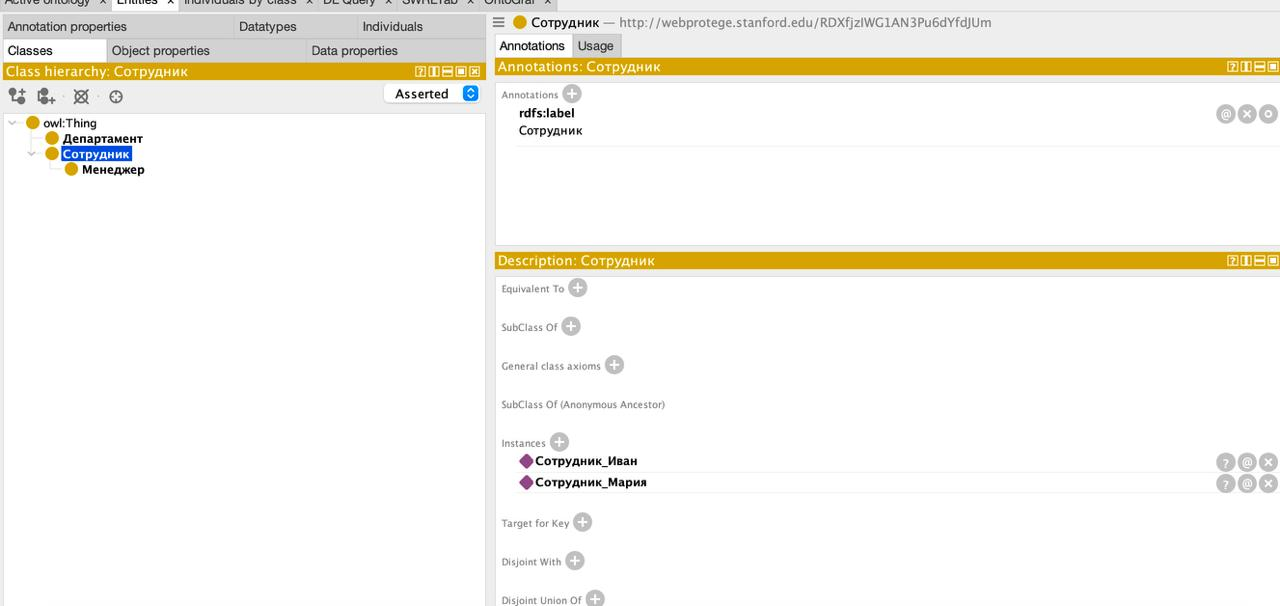 Active ontology × Entities × Individuals by class × DL Query × SWRLTab × OntoGraf ×
Annotation properties Datatypes Individuals
Classes Object properties Data properties
Class hierarchy: Сотрудник
Asserted
owl:Thing
Департамент
Сотрудник
Менеджер
Сотрудник — http://webprotege.stanford.edu/RDXfjzIWG1AN3Pu6dYfdJUm
Annotations Usage
Annotations: Сотрудник
Annotations
rdfs:label
Сотрудник
Description: Сотрудник
Equivalent To
SubClass Of
General class axioms
SubClass Of (Anonymous Ancestor)
Instances
Сотрудник_Иван
Сотрудник_Мария
Target for Key
Disjoint With
Disjoint Union Of